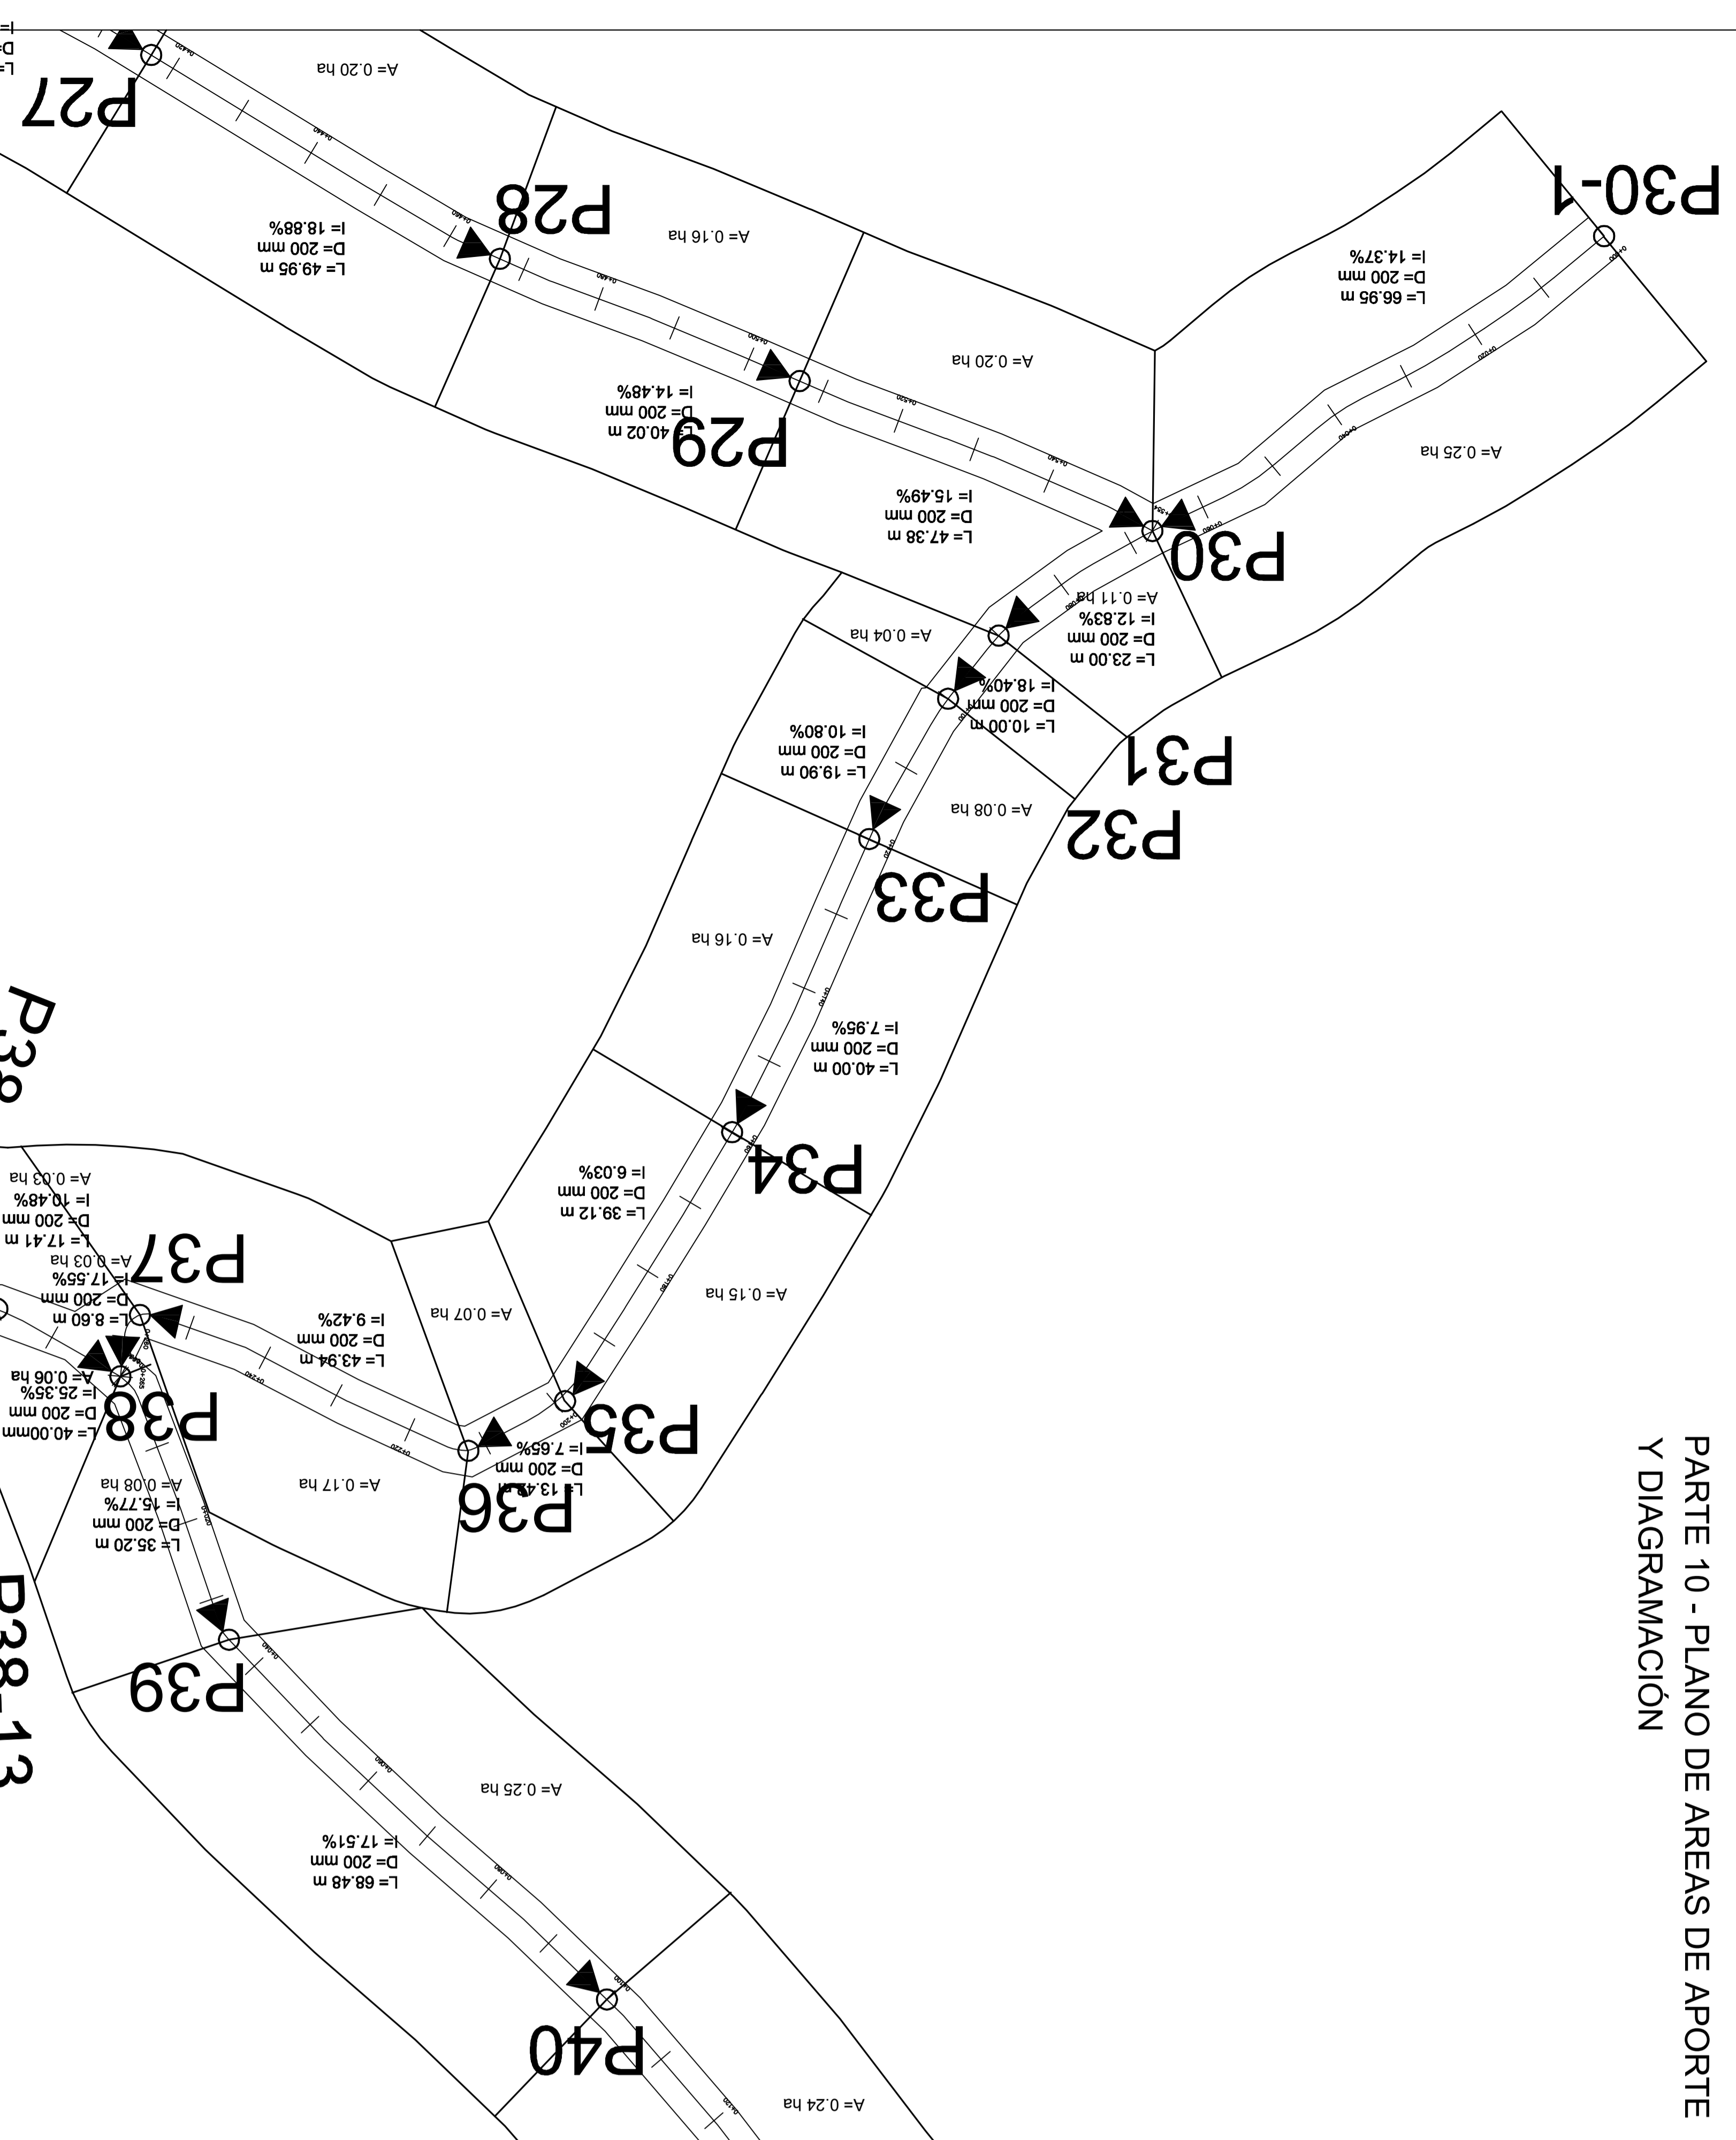 P27
A= 0.20 ha
L= 49.95 m
D= 200 mm
I= 18.88%
P28
A= 0.16 ha
L= 40.02 m
D= 200 mm
I= 14.48%
P29
A= 0.20 ha
L= 47.38 m
D= 200 mm
I= 15.49%
P30-1
L= 66.95 m
D= 200 mm
I= 14.37%
A= 0.25 ha
P30
L= 23.00 m
D= 200 mm
I= 12.83%
A= 0.11 ha
P31
A= 0.04 ha
L= 10.00 m
D= 200 mm
I= 18.40%
P32
L= 19.90 m
D= 200 mm
I= 10.80%
A= 0.08 ha
P33
A= 0.16 ha
L= 40.00 m
D= 200 mm
I= 7.95%
P34
L= 39.12 m
D= 200 mm
I= 6.03%
A= 0.15 ha
P35
A= 0.07 ha
D= 200 mm
I= 7.65%
P36
L= 43.94 m
D= 200 mm
I= 9.42%
A= 0.17 ha
P37
L= 17.41 m
D= 200 mm
I= 10.48%
A= 0.03 ha
L= 8.60 m
D= 200 mm
I= 17.55%
A= 0.03 ha
P38
L= 40.00mm
D= 200 mm
I= 25.35%
A= 0.06 ha
P38
L= 35.20 m
D= 200 mm
I= 15.77%
A= 0.08 ha
P38-13
P39
A= 0.25 ha
L= 68.48 m
D= 200 mm
I= 17.51%
P40
A= 0.24 ha
PARTE 10 - PLANO DE AREAS DE APORTE
Y DIAGRAMACIÓN